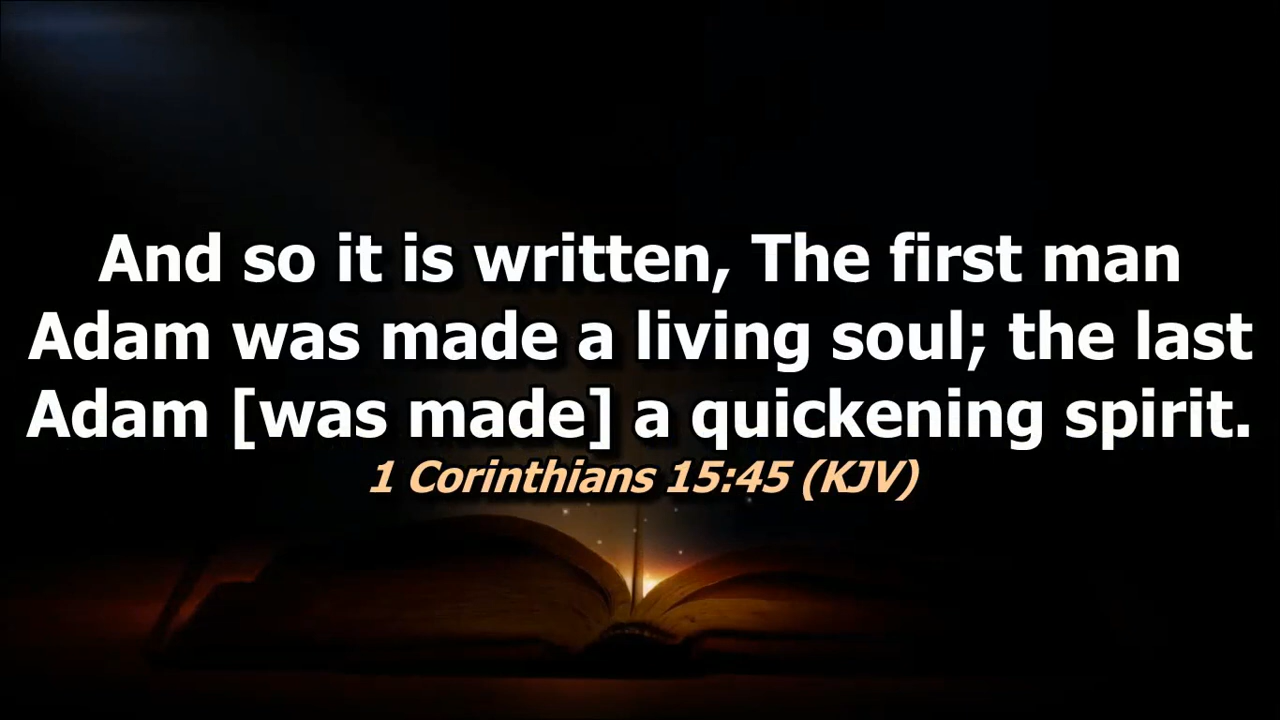 And so it is written, The first man
Adam was made a living soul; the last
Adam [was made] a quickening spirit.
1 Corinthians 15:45 (KJV)